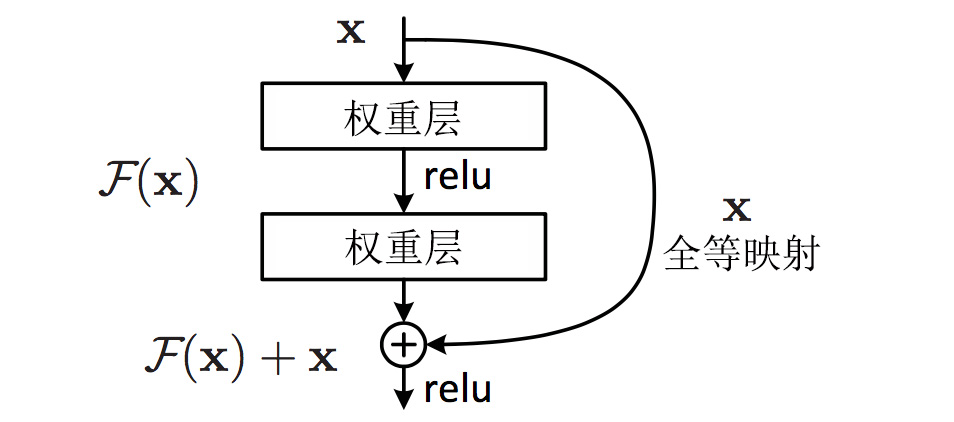 x
权重层
F(x)
relu
x
权重层
全等映射
F(x) + x
relu